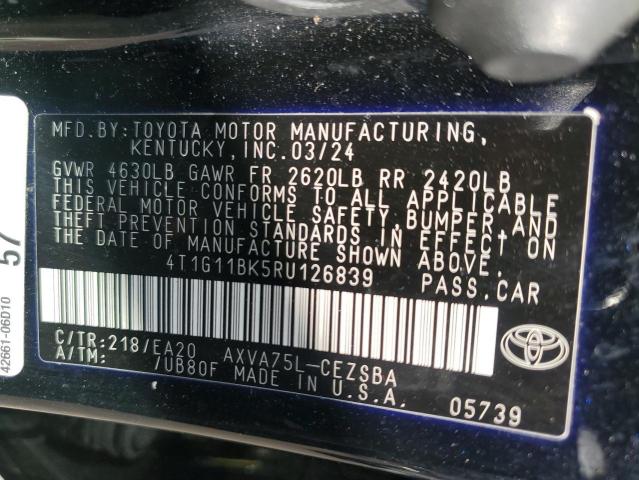 MFD.BY:TOYOTA MOTOR MANUFACTURING,
KENTUCKY,INC.03/24
GVWR 4630LB GAWR FR 2620LB RR 2420LB
THIS VEHICLE CONFORMS TO ALL APPLICABLE
FEDERAL MOTOR VEHICLE SAFETY,BUMPER,AND
THEFT PREVENTION STANDARDS IN EFFECT ON
THE DATE OF MANUFACTURE SHOWN ABOVE.
4T1G11BK5RU126839 PASS.CAR
C/TR:218/EA20 AXVA75L-CEZSBA
A/TM: /UB80F MADE IN U.S.A.
05739
TOYOTA
57
42661-06D10